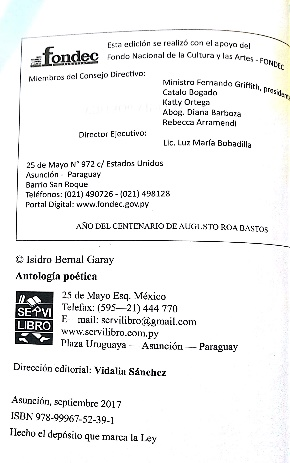 fondec
Esta edición se realizó con el apoyo del
Fondo Nacional de la Cultura y las Artes - FONDEC
Miembros del Consejo Directivo:
Ministro Fernando Griffith, presidente
Catalo Bogado
Katty Ortega
Abog. Diana Barboza
Rebecca Arramendi
Director Ejecutivo:
Lic. Luz María Bobadilla
25 de Mayo N° 972 c/ Estados Unidos
Asunción - Paraguay
Barrio San Roque
Teléfonos: (021) 490726 - (021) 498128
Portal Digital: www.fondec.gov.py
AÑO DEL CENTENARIO DE AUGUSTO ROA BASTOS
© Isidro Bernal Garay
Antología poética
SERVI
LIBRO
25 de Mayo Esq. México
Telefax: (595—21) 444 770
E mail: servilibro@gmail.com
www.servilibro.com.py
Plaza Uruguaya - Asunción — Paraguay
Dirección editorial: Vidalia Sánchez
Asunción, septiembre 2017
ISBN 978-99967-52-39-1
Hecho el depósito que marca la Ley